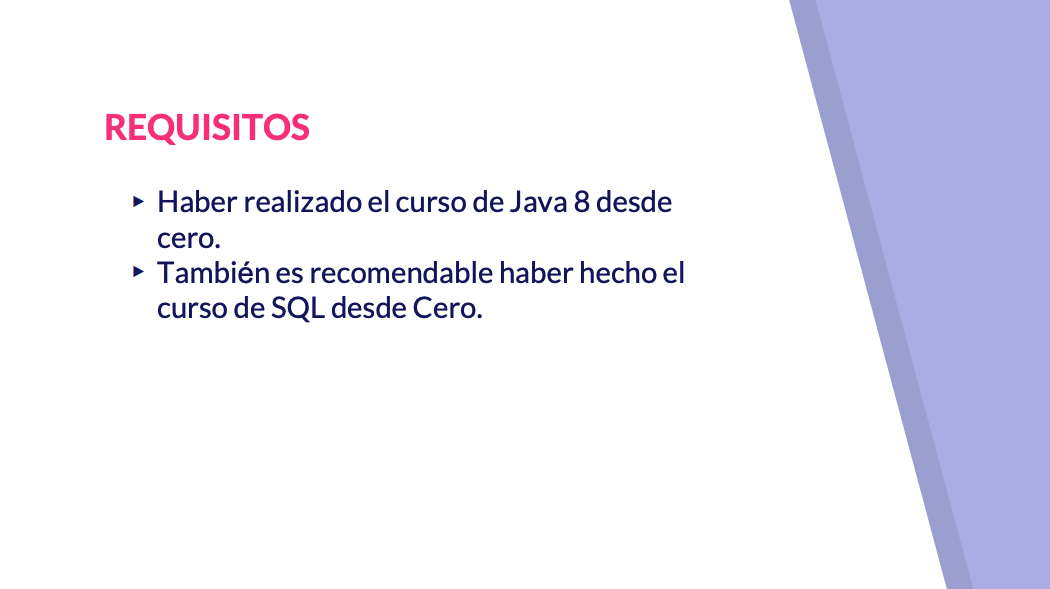 REQUISITOS
▸ Haber realizado el curso de Java 8 desde
cero.
▸ También es recomendable haber hecho el
curso de SQL desde Cero.